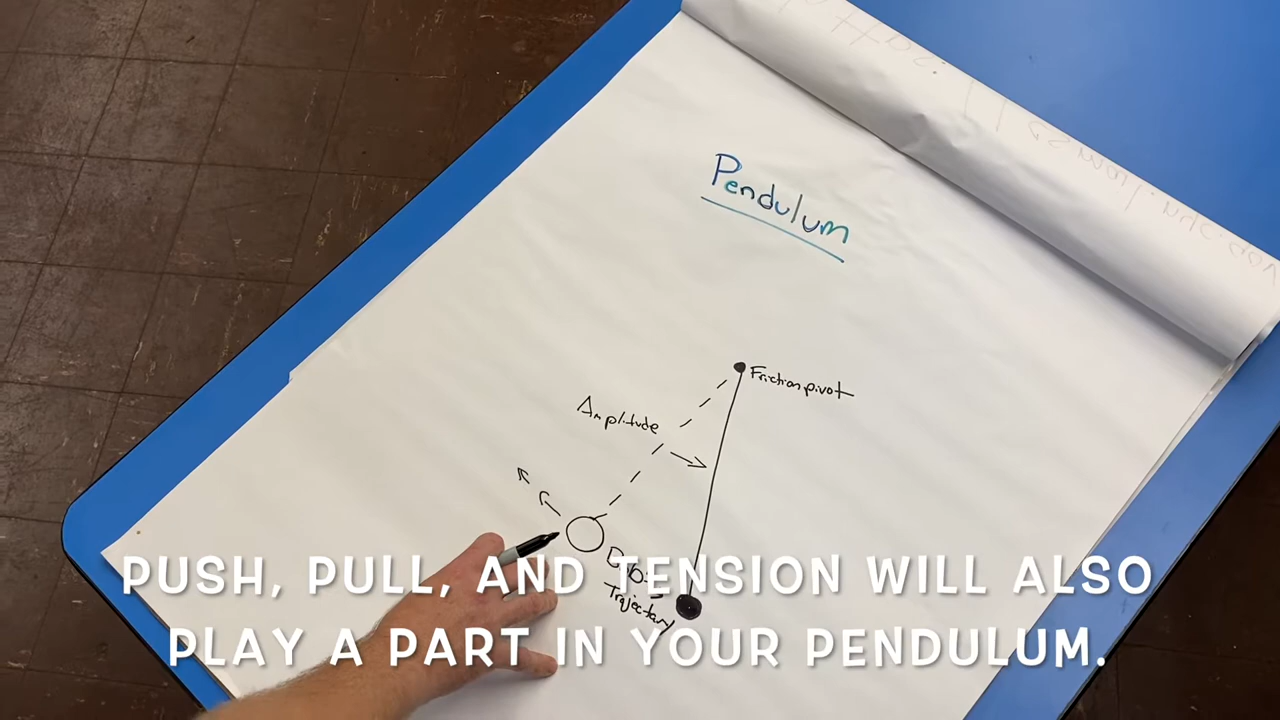 Pendulum
Friction pivot
Amplitude
Trajectory
PUSH, PULL, AND TENSION WILL ALSO
PLAY A PART IN YOUR PENDULUM.